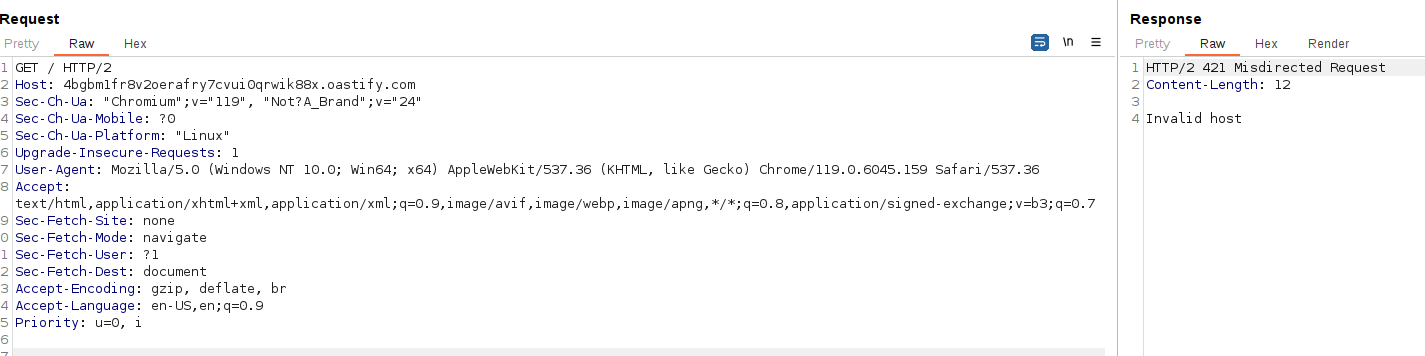 Request
Pretty Raw Hex \n
1 GET / HTTP/2
2 Host: 4bgbm1fr8v2oerafry7cvui0qrwik88x.oastify.com
3 Sec-Ch-Ua: "Chromium";v="119", "Not?A_Brand";v="24"
4 Sec-Ch-Ua-Mobile: ?0
5 Sec-Ch-Ua-Platform: "Linux"
6 Upgrade-Insecure-Requests: 1
7 User-Agent: Mozilla/5.0 (Windows NT 10.0; Win64; x64) AppleWebKit/537.36 (KHTML, like Gecko) Chrome/119.0.6045.159 Safari/537.36
8 Accept:
text/html,application/xhtml+xml,application/xml;q=0.9,image/avif,image/webp,image/apng,*/*;q=0.8,application/signed-exchange;v=b3;q=0.7
9 Sec-Fetch-Site: none
0 Sec-Fetch-Mode: navigate
1 Sec-Fetch-User: ?1
2 Sec-Fetch-Dest: document
3 Accept-Encoding: gzip, deflate, br
4 Accept-Language: en-US,en;q=0.9
5 Priority: u=0, i
6
7
Response
Pretty Raw Hex Render
1 HTTP/2 421 Misdirected Request
2 Content-Length: 12
3
4 Invalid host